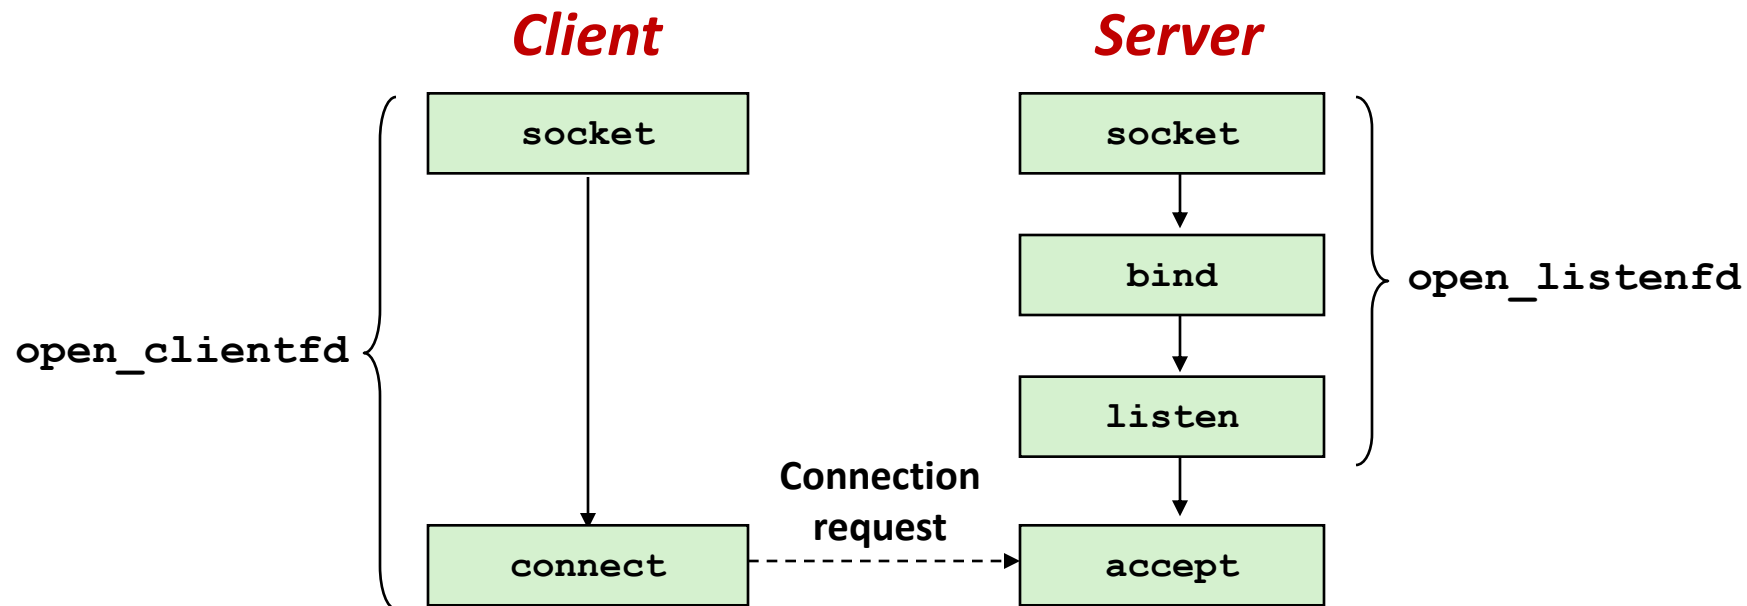 Client
Server
socket
socket
bind
open_listenfd
open_clientfd
listen
Connection
request
connect
accept